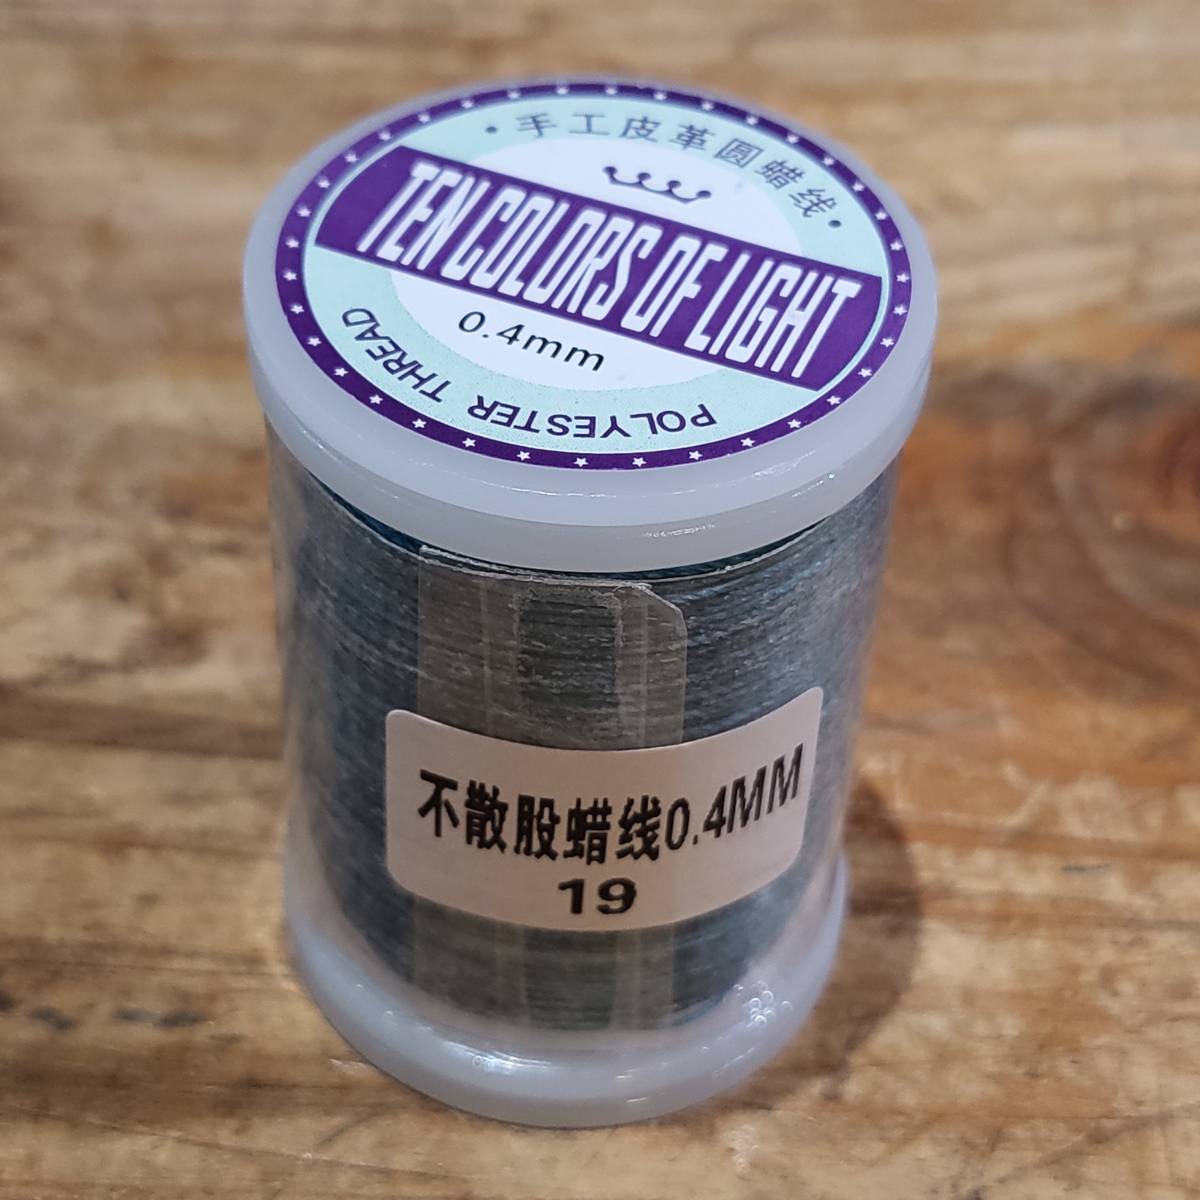 ·手工皮革圆蜡线·
TEN COLORS OF LIGHT
0.4mm
POLYESTER THREAD
不散股蜡线0.4MM
19